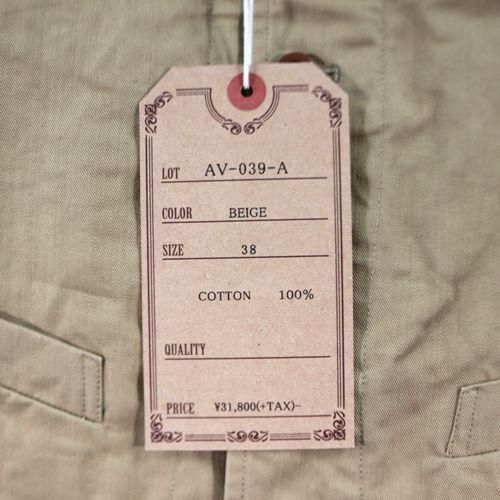 LOT AV-039-A
COLOR BEIGE
SIZE 38
COTTON 100%
QUALITY
PRICE ¥31,800(+TAX)-